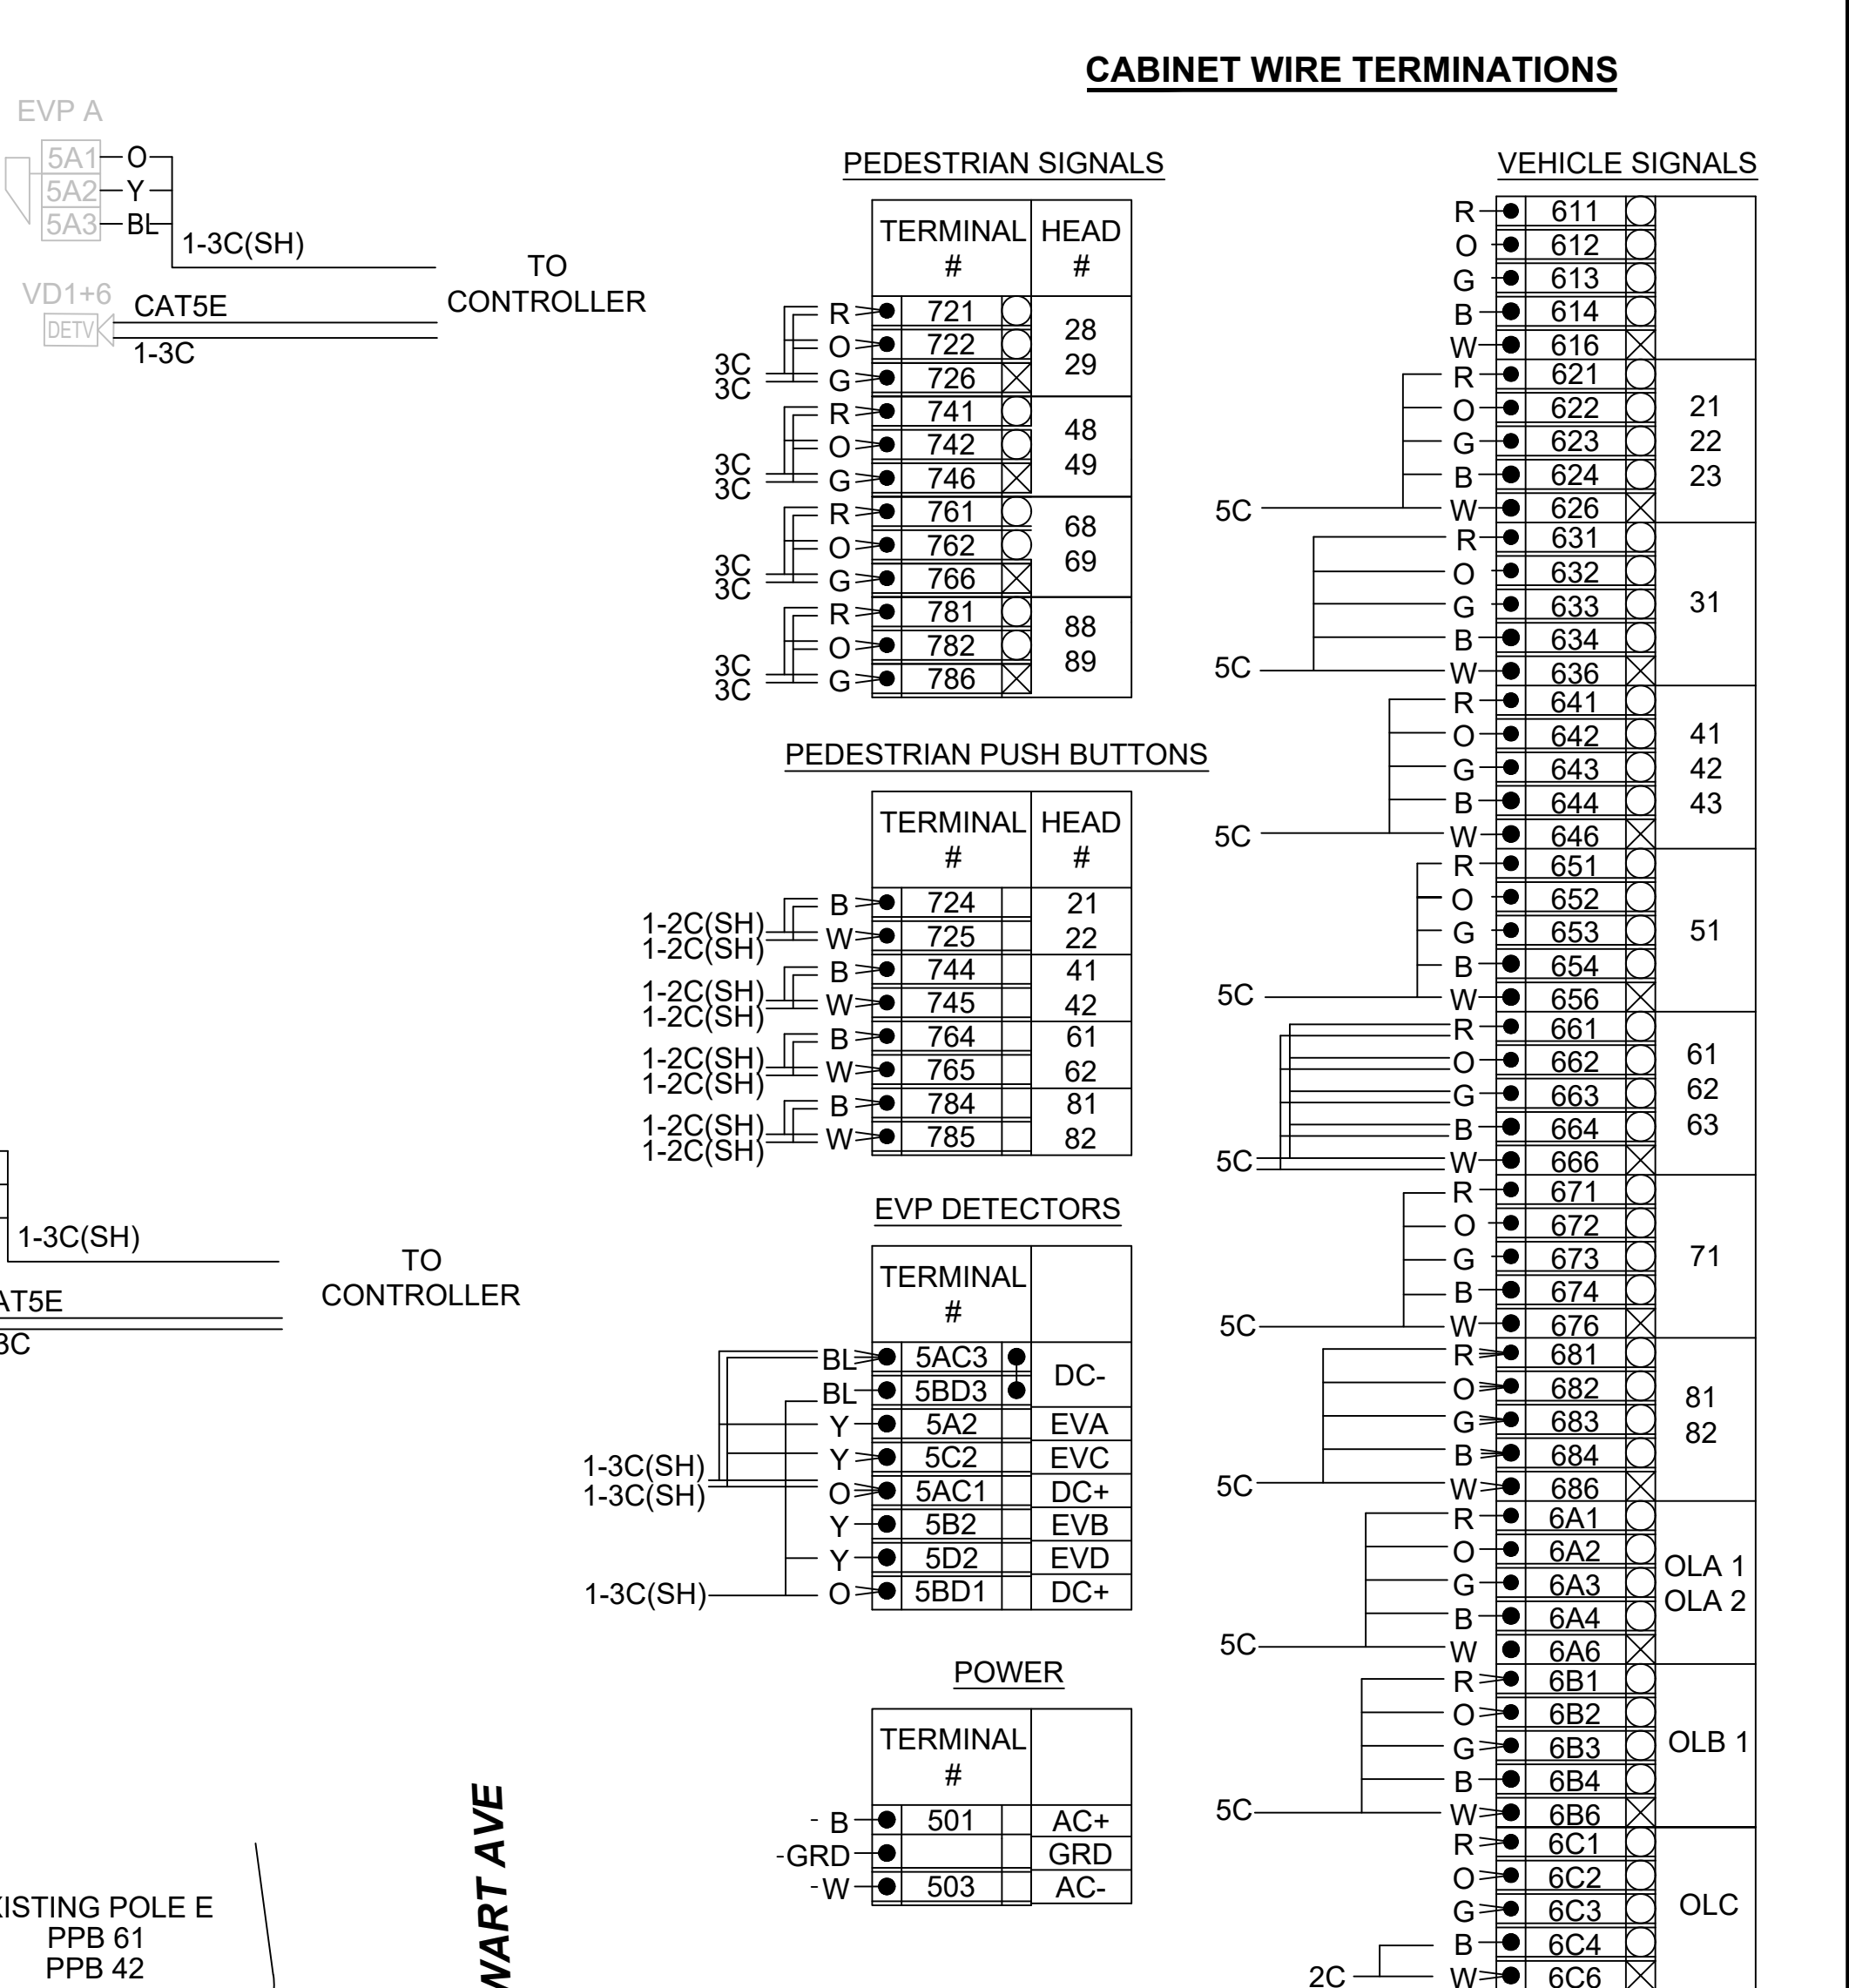 CABINET WIRE TERMINATIONS
EVP A
5A1 O
5A2 Y
5A3 BL
1-3C(SH)
TO
CONTROLLER
VD1+6
DETV
CAT5E
1-3C
PEDESTRIAN SIGNALS
TERMINAL
#
HEAD
#
R 721
O 722
G 726
28
29
3C
3C
R 741
O 742
G 746
48
49
3C
3C
R 761
O 762
G 766
68
69
3C
3C
R 781
O 782
G 786
88
89
3C
3C
PEDESTRIAN PUSH BUTTONS
TERMINAL
#
HEAD
#
B 724 21
W 725 22
1-2C(SH)
1-2C(SH)
B 744 41
W 745 42
1-2C(SH)
1-2C(SH)
B 764 61
W 765 62
1-2C(SH)
1-2C(SH)
B 784 81
W 785 82
1-2C(SH)
1-2C(SH)
1-3C(SH)
TO
CONTROLLER
AT5E
3C
EVP DETECTORS
TERMINAL
#
BL 5AC3
BL 5BD3
DC-
Y 5A2 EVA
Y 5C2 EVC
O 5AC1 DC+
Y 5B2 EVB
Y 5D2 EVD
O 5BD1 DC+
1-3C(SH)
1-3C(SH)
1-3C(SH)
POWER
TERMINAL
#
- B 501 AC+
-GRD GRD
-W 503 AC-
WART AVE
XISTING POLE E
PPB 61
PPB 42
VEHICLE SIGNALS
R 611
O 612
G 613
B 614
W 616
R 621
O 622
G 623
B 624
W 626
21
22
23
5C
R 631
O 632
G 633
B 634
W 636
31
5C
R 641
O 642
G 643
B 644
W 646
41
42
43
5C
R 651
O 652
G 653
B 654
W 656
51
5C
R 661
O 662
G 663
B 664
W 666
61
62
63
5C
R 671
O 672
G 673
B 674
W 676
71
5C
R 681
O 682
G 683
B 684
W 686
81
82
5C
R 6A1
O 6A2
G 6A3
B 6A4
W 6A6
OLA 1
OLA 2
5C
R 6B1
O 6B2
G 6B3
B 6B4
W 6B6
OLB 1
5C
R 6C1
O 6C2
G 6C3
B 6C4
W 6C6
OLC
2C